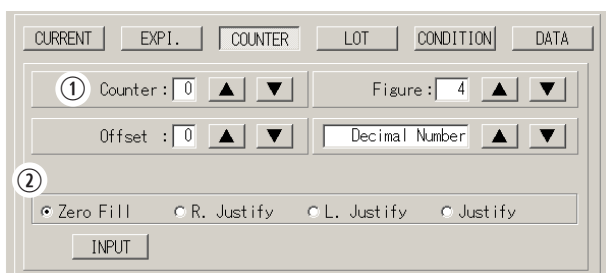 CURRENT EXPI. COUNTER LOT CONDITION DATA
① Counter: 0 ▲ ▼ Figure: 4 ▲ ▼
Offset : 0 ▲ ▼ Decimal Number ▲ ▼
②
Zero Fill R. Justify L. Justify Justify
INPUT